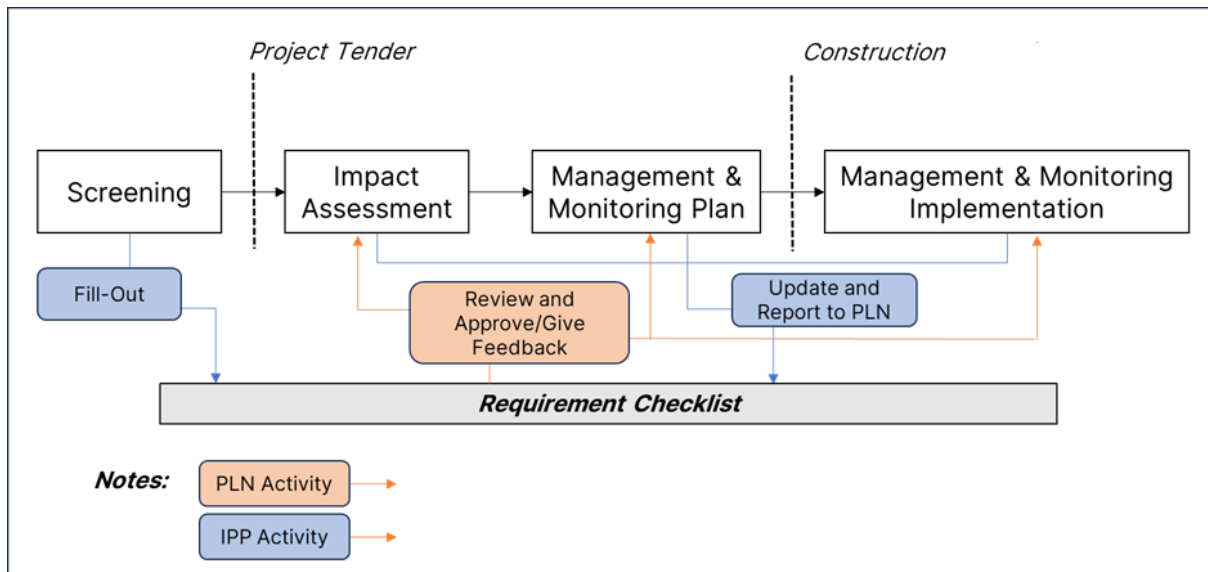 Project Tender
Construction
Screening
Impact
Assessment
Management &
Monitoring Plan
Management & Monitoring
Implementation
Fill-Out
Review and
Approve/Give
Feedback
Update and
Report to PLN
Requirement Checklist
Notes:
PLN Activity
IPP Activity